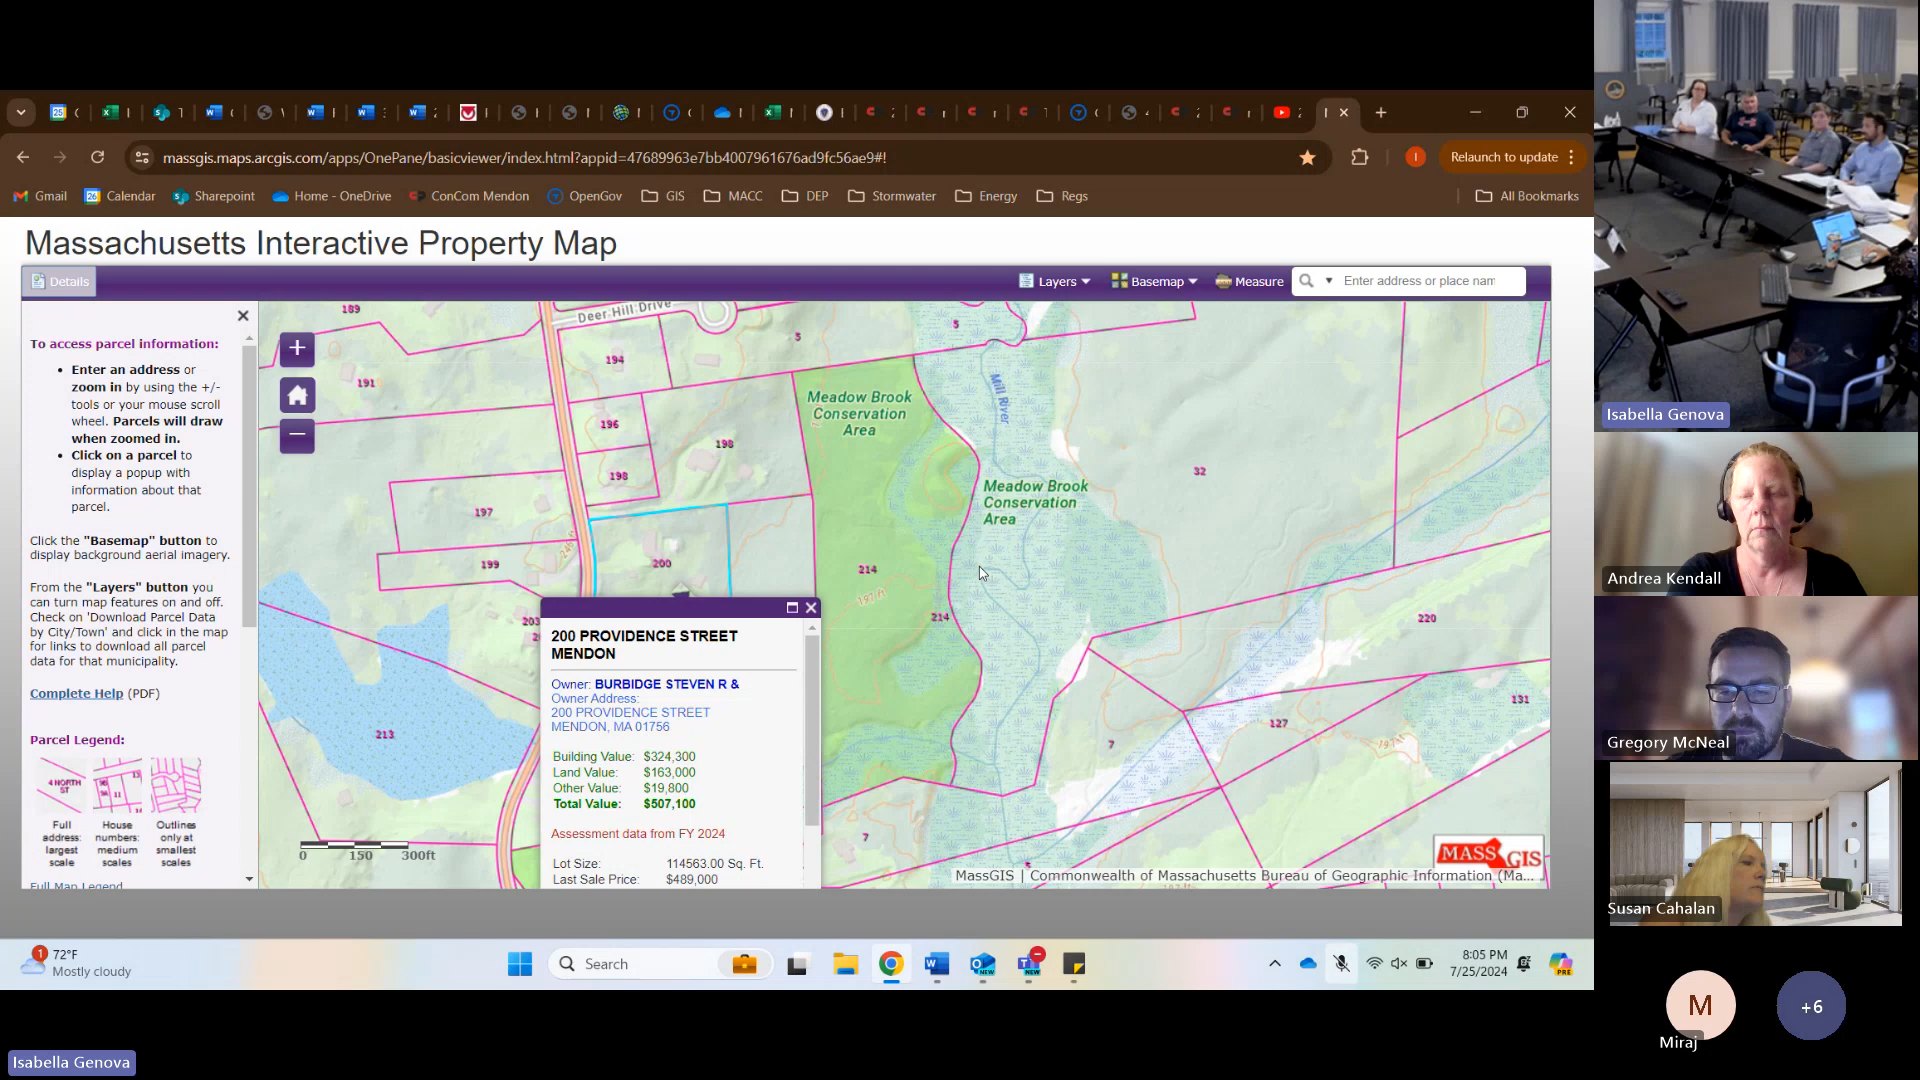 massgis.maps.arcgis.com/apps/OnePane/basicviewer/index.html?appid=47689963e7bb4007961676ad9fc56ae9#!
Relaunch to update
Gmail
Calendar
Sharepoint
Home - OneDrive
ConCom Mendon
OpenGov
GIS
MACC
DEP
Stormwater
Energy
Regs
All Bookmarks
Massachusetts Interactive Property Map
Details
Layers
Basemap
Measure
Enter address or place nam
To access parcel information:
• Enter an address or
zoom in by using the +/-
tools or your mouse scroll
wheel. Parcels will draw
when zoomed in.
• Click on a parcel to
display a popup with
information about that
parcel.
Click the "Basemap" button to
display background aerial imagery.
From the "Layers" button you
can turn map features on and off.
Check on 'Download Parcel Data
by City/Town' and click in the map
for links to download all parcel
data for that municipality.
Complete Help (PDF)
Parcel Legend:
4 NORTH
ST
Full
address:
largest
scale
House
numbers:
medium
scales
Outlines
only at
smallest
scales
Full Map Legend
189
Deer Hill Drive
5
5
194
191
196
198
198
197
199
200
203
213
Meadow Brook
Conservation
Area
Mill River
Meadow Brook
Conservation
Area
32
214
197 ft
214
246 ft
220
131
127
7
7
197 ft
0 150 300ft
200 PROVIDENCE STREET
MENDON
Owner: BURBIDGE STEVEN R &
Owner Address:
200 PROVIDENCE STREET
MENDON, MA 01756
Building Value: $324,300
Land Value: $163,000
Other Value: $19,800
Total Value: $507,100
Assessment data from FY 2024
Lot Size: 114563.00 Sq. Ft.
Last Sale Price: $489,000
MASS GIS
MassGIS | Commonwealth of Massachusetts Bureau of Geographic Information (Ma...
1
72°F
Mostly cloudy
Search
8:05 PM
7/25/2024
Isabella Genova
Isabella Genova
Andrea Kendall
Gregory McNeal
Susan Cahalan
M
Miraj
+6